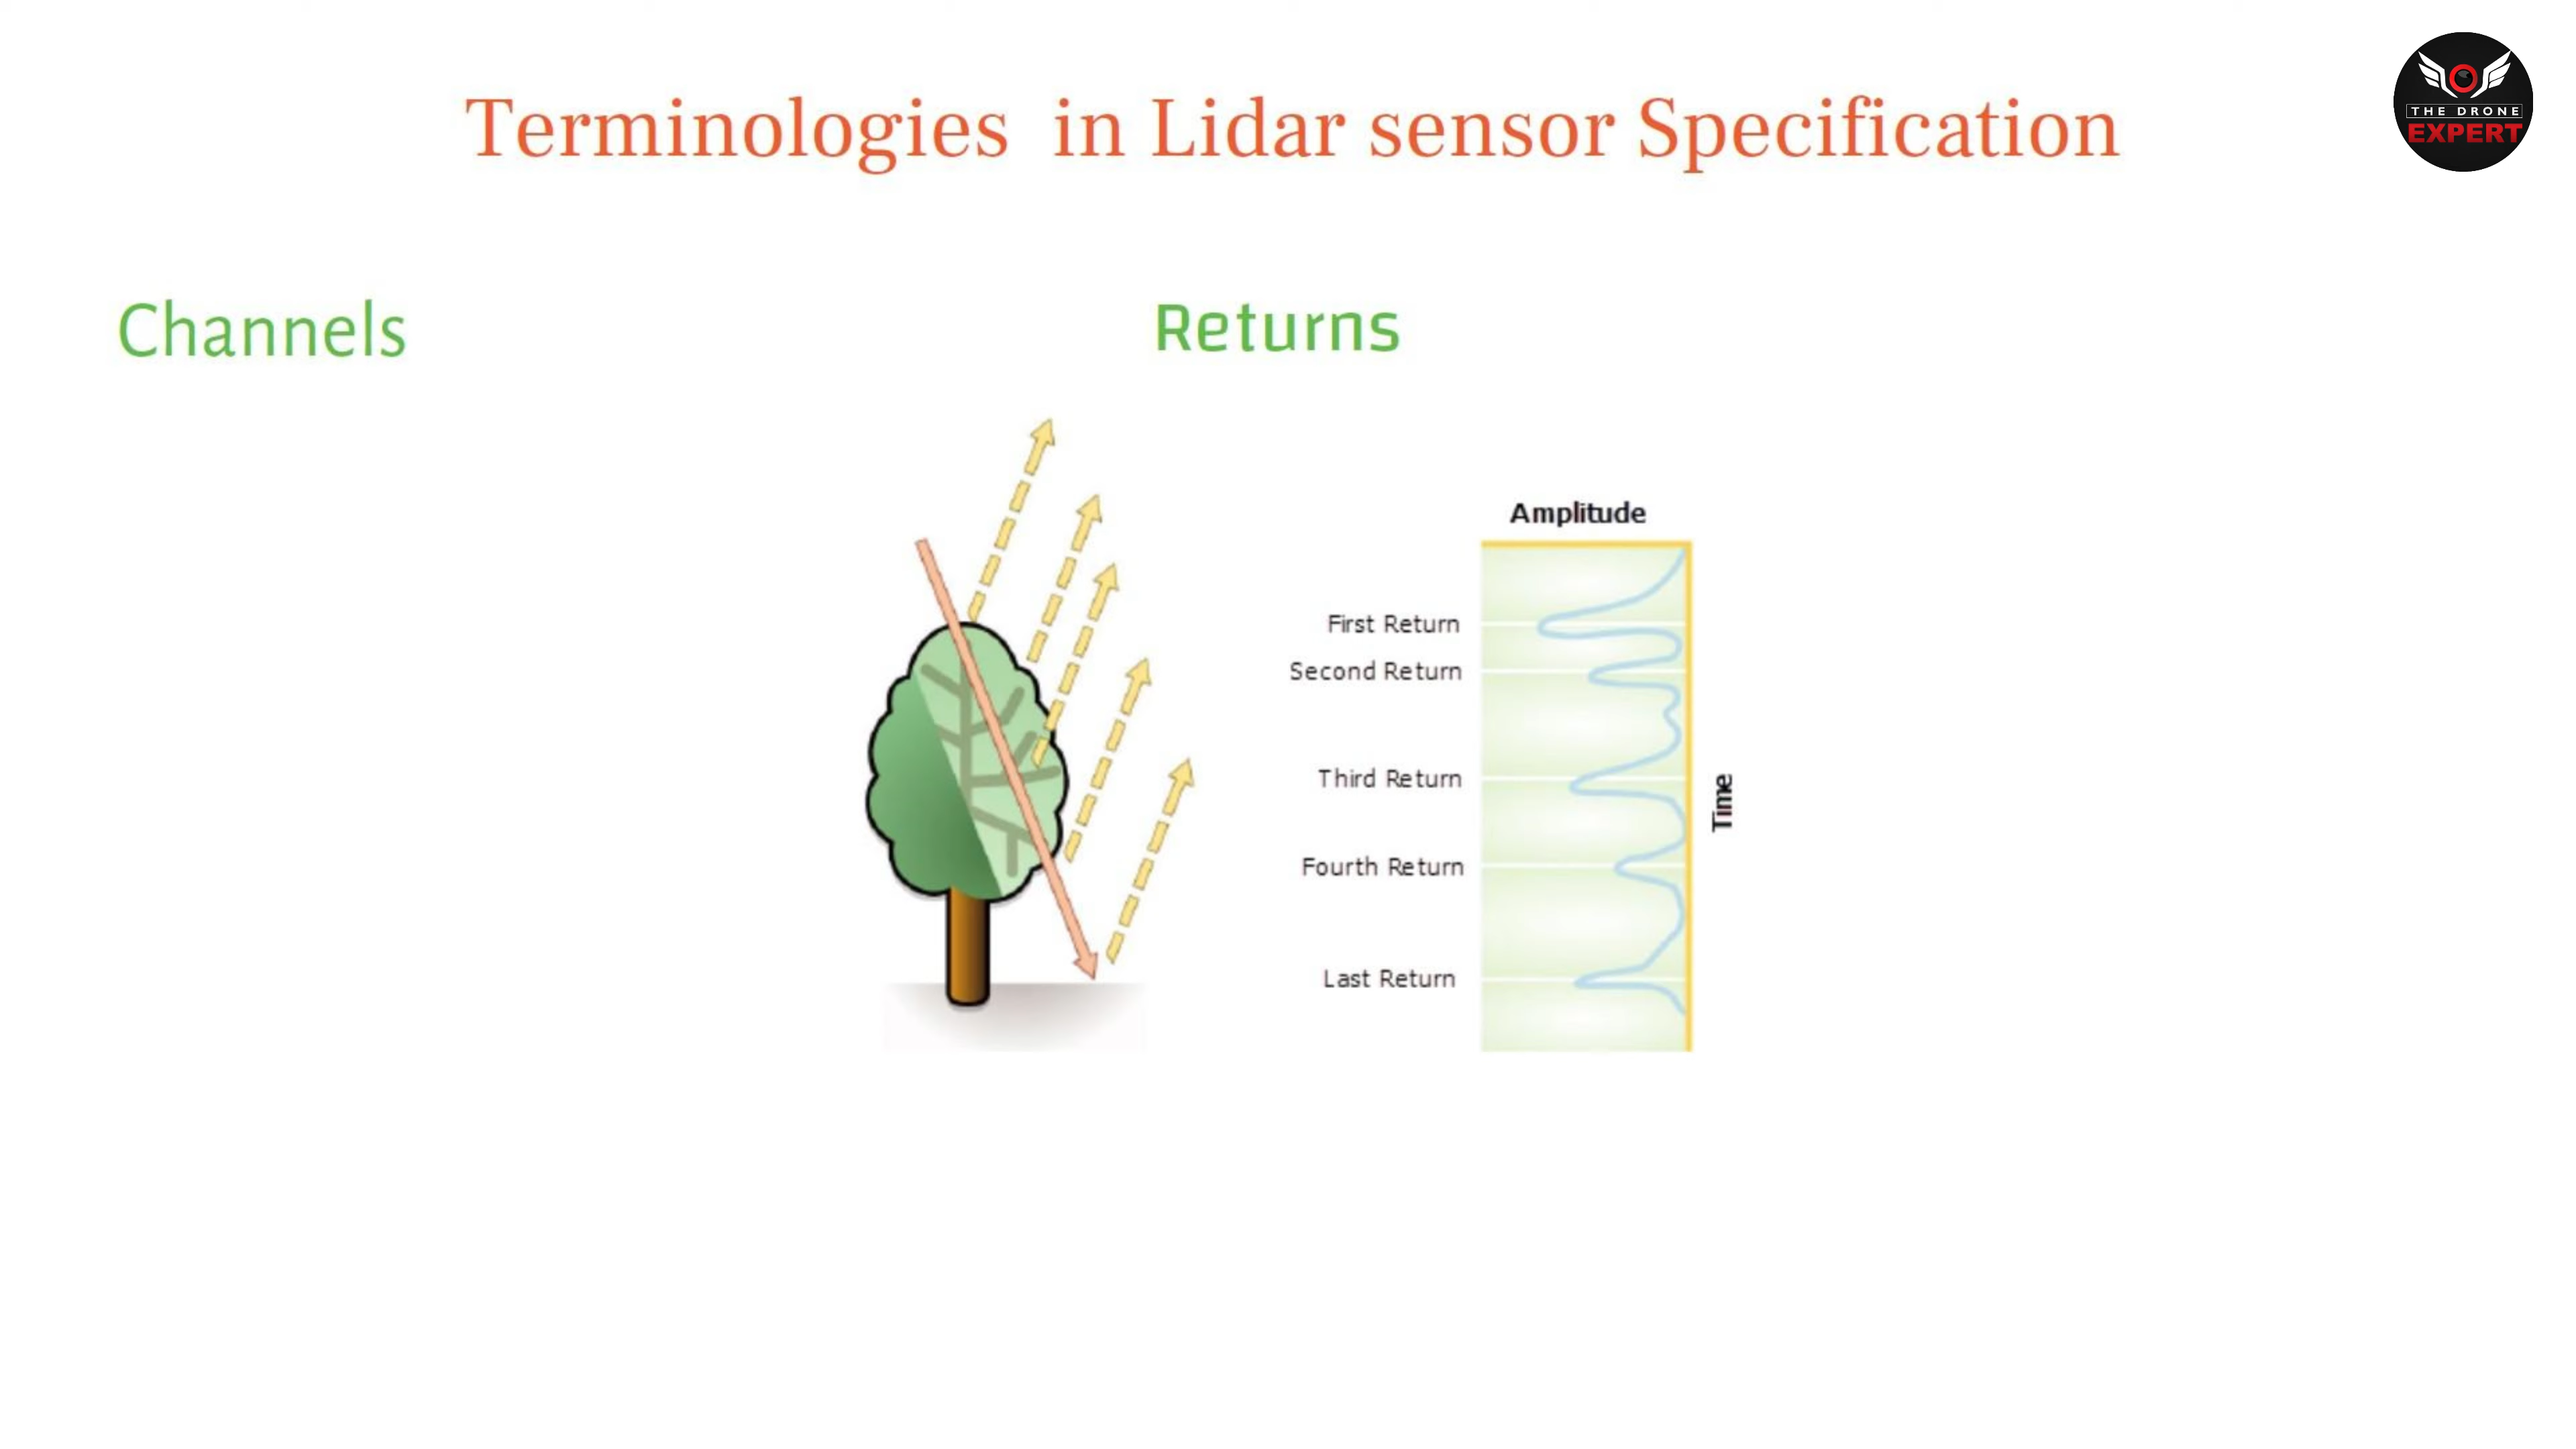 Terminologies in Lidar sensor Specification
THE DRONE
EXPERT
Channels
Returns
Amplitude
First Return
Second Return
Third Return
Fourth Return
Last Return
Time